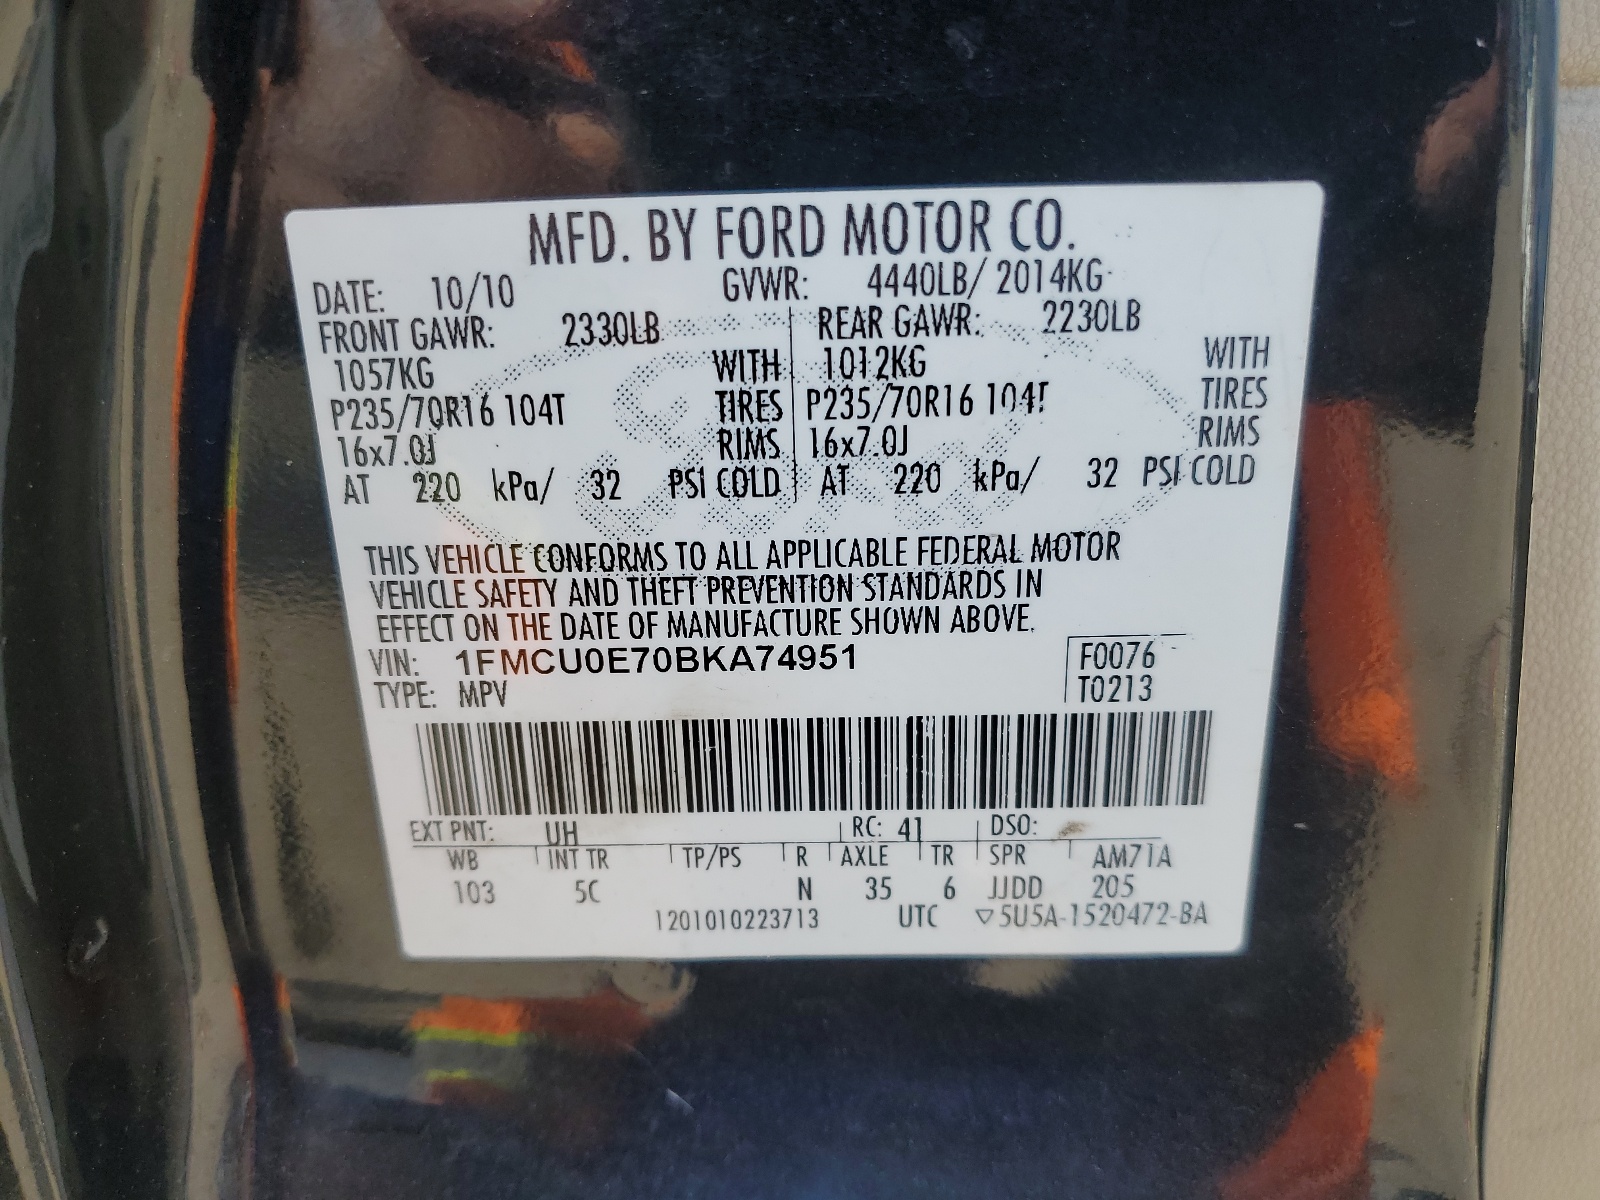 MFD. BY FORD MOTOR CO.
DATE: 10/10 GVWR: 4440LB/ 2014KG
FRONT GAWR: 2330LB REAR GAWR: 2230LB
1057KG WITH 1012KG WITH
P235/70R16 104T TIRES P235/70R16 104T TIRES
16x7.0J RIMS 16x7.0J RIMS
AT 220 kPa/ 32 PSI COLD AT 220 kPa/ 32 PSI COLD
THIS VEHICLE CONFORMS TO ALL APPLICABLE FEDERAL MOTOR
VEHICLE SAFETY AND THEFT PREVENTION STANDARDS IN
EFFECT ON THE DATE OF MANUFACTURE SHOWN ABOVE.
VIN: 1FMCU0E70BKA74951 F0076
TYPE: MPV T0213
EXT PNT: UH RC: 41 DSO:
WB INT TR TP/PS R AXLE TR SPR AM71A
103 5C N 35 6 JJDD 205
1201010223713 UTC ▽5U5A-1520472-BA